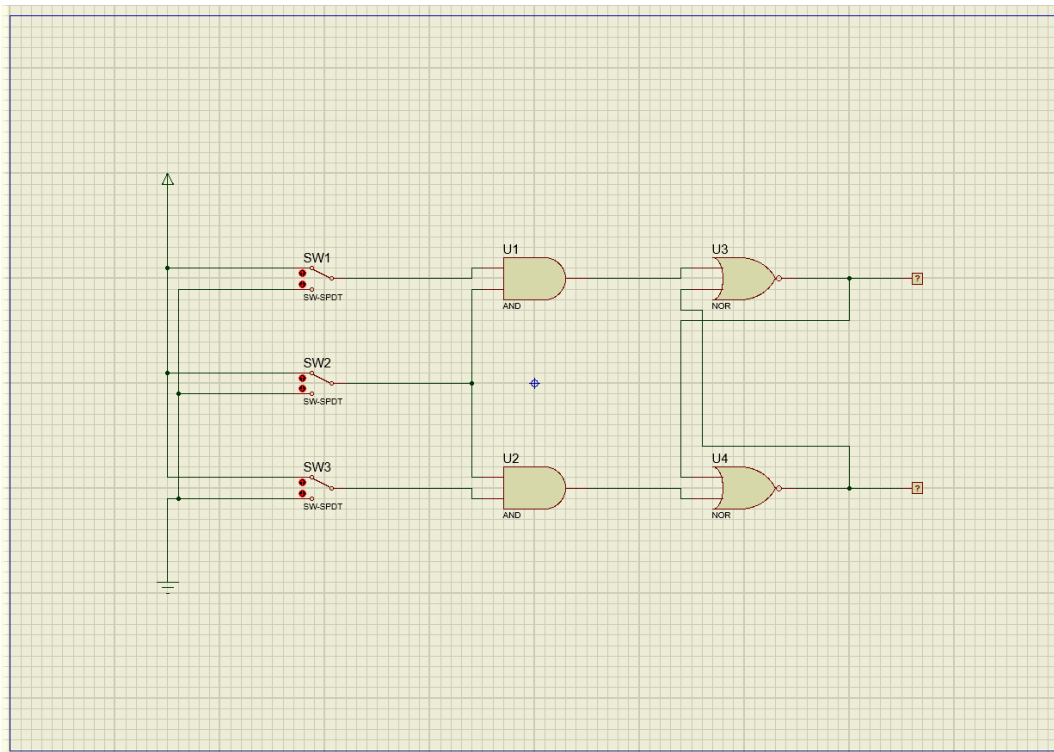 SW1
SW-SPDT
U1
AND
U3
NOR
?
SW2
SW-SPDT
SW3
SW-SPDT
U2
AND
U4
NOR
?